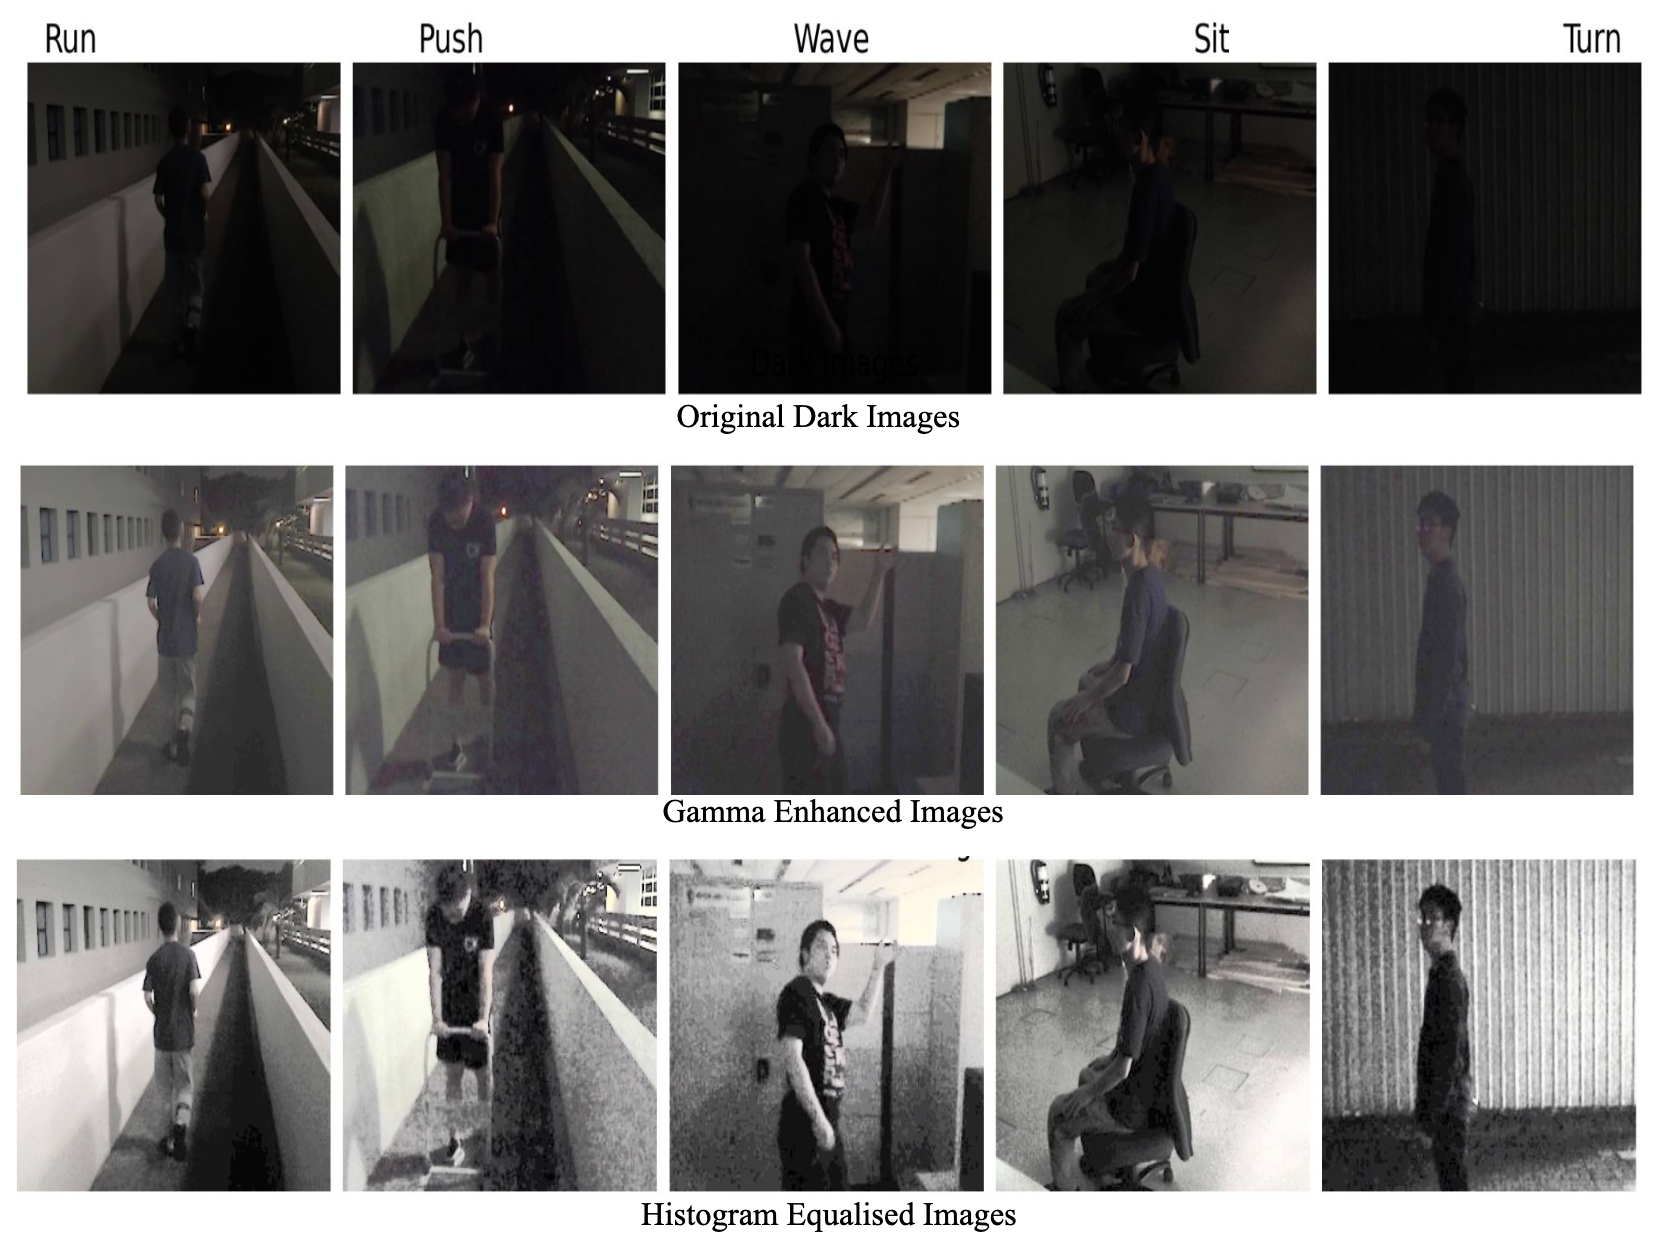 Run Push Wave Sit Turn
Dark Images
Original Dark Images
Gamma Enhanced Images
Histogram Equalised Images